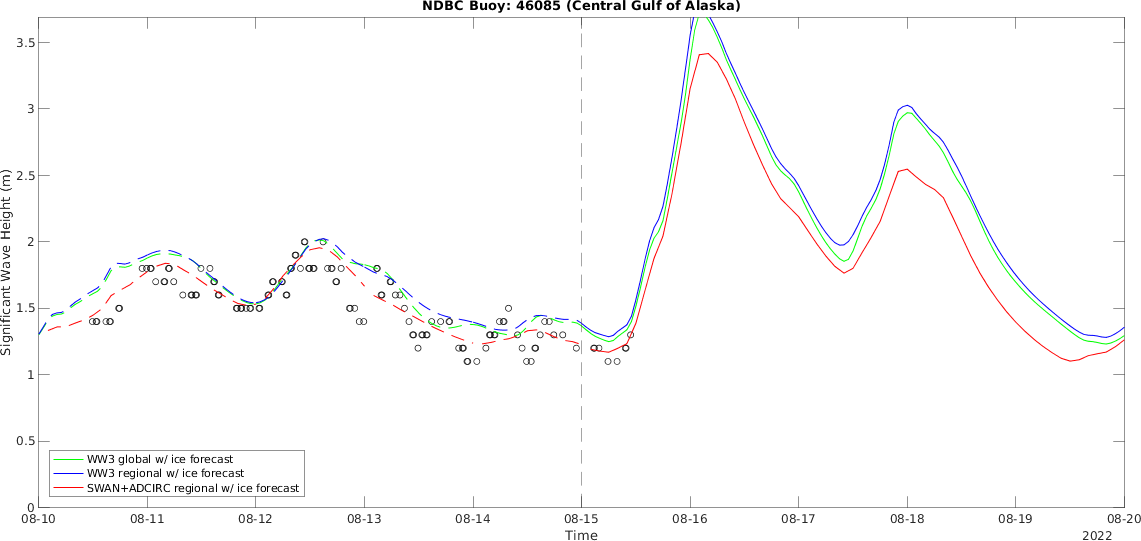 NDBC Buoy: 46085 (Central Gulf of Alaska)
3.5
3
2.5
2
1.5
1
0.5
0
Significant Wave Height (m)
WW3 global w/ ice forecast
WW3 regional w/ ice forecast
SWAN+ADCIRC regional w/ ice forecast
08-10 08-11 08-12 08-13 08-14 08-15 08-16 08-17 08-18 08-19 08-20
Time
2022